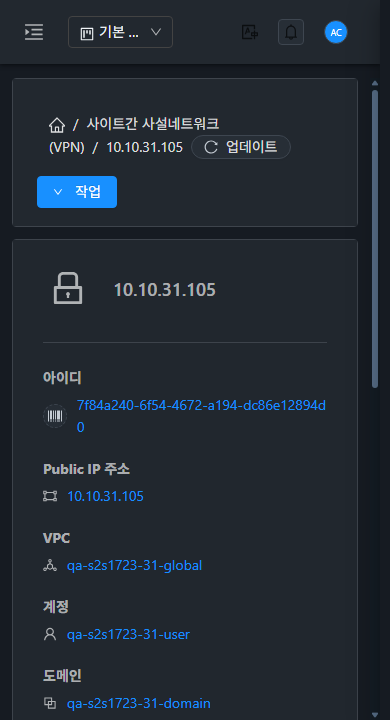 기본 ...
AC
/ 사이트간 사설네트워크
(VPN) / 10.10.31.105 업데이트
작업
10.10.31.105
아이디
7f84a240-6f54-4672-a194-dc86e12894d
0
Public IP 주소
10.10.31.105
VPC
qa-s2s1723-31-global
계정
qa-s2s1723-31-user
도메인
qa-s2s1723-31-domain